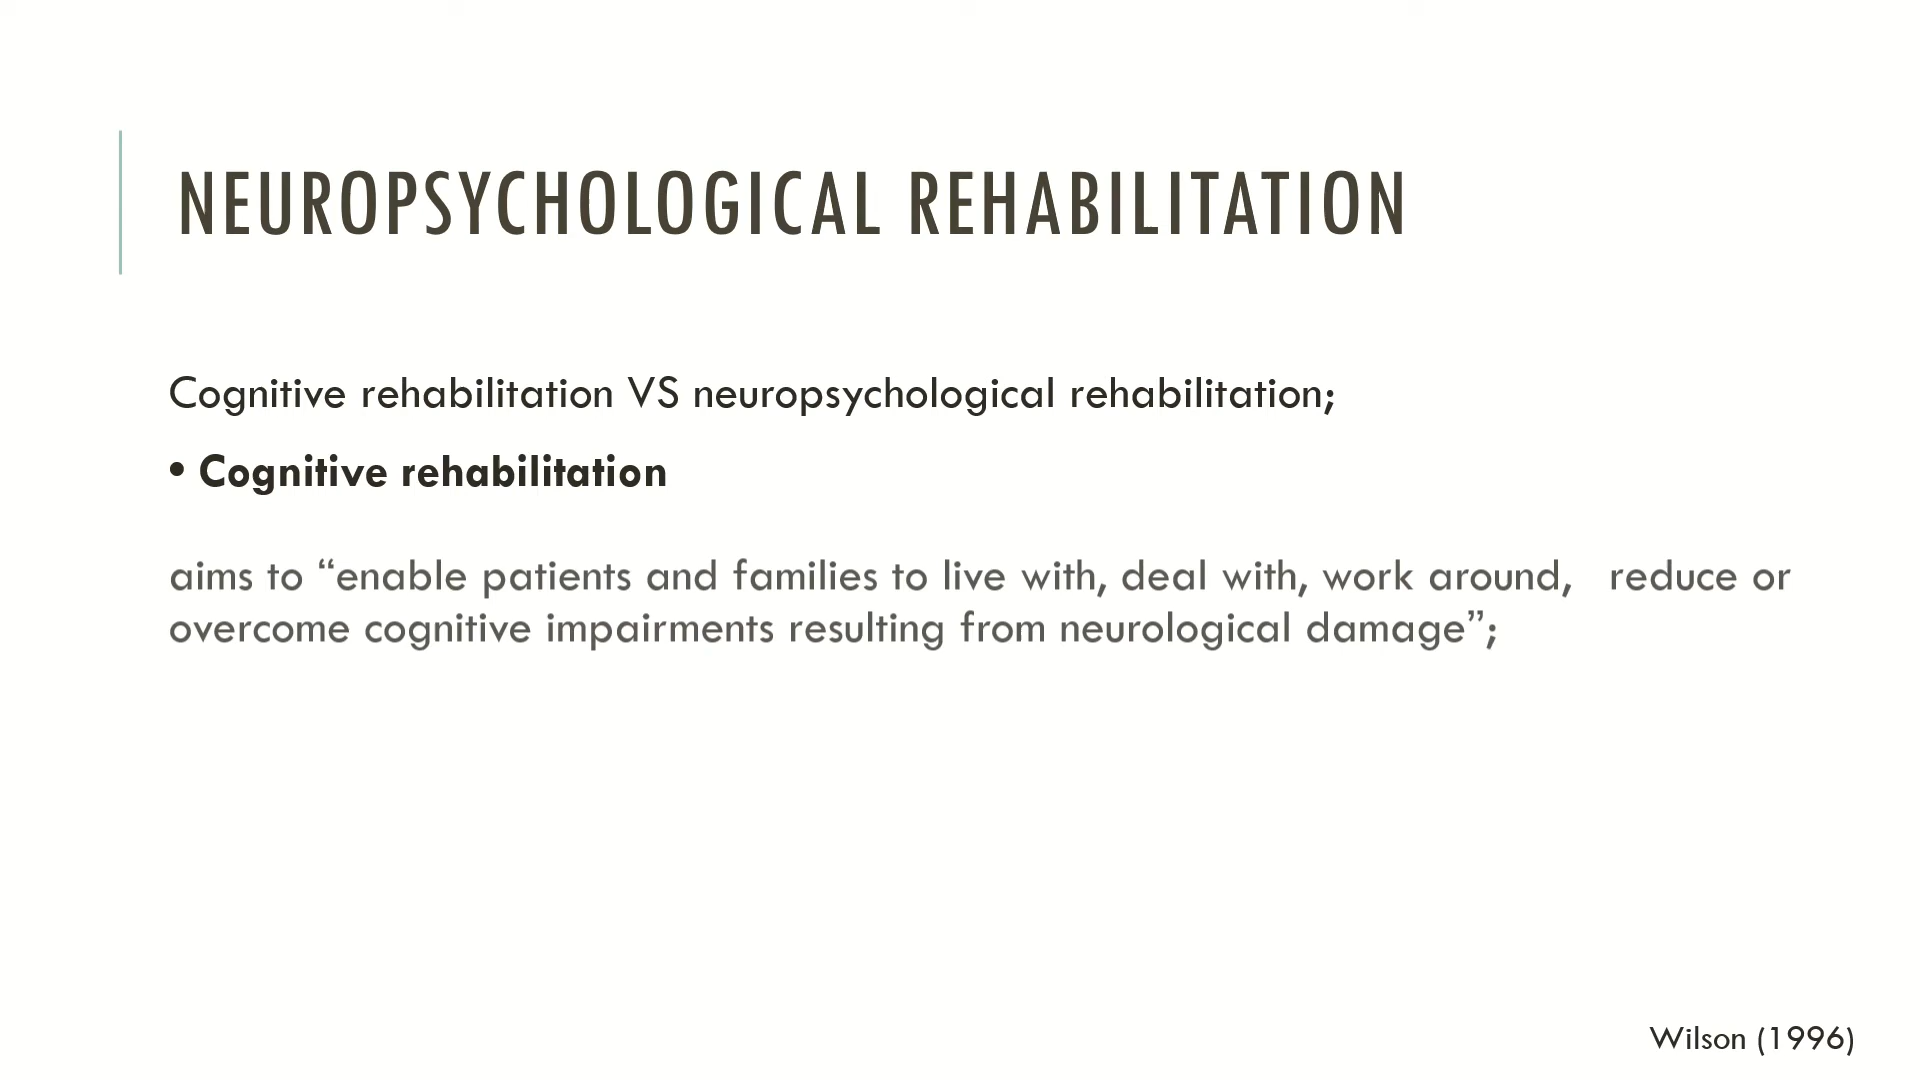 NEUROPSYCHOLOGICAL REHABILITATION
Cognitive rehabilitation VS neuropsychological rehabilitation;
• Cognitive rehabilitation
aims to “enable patients and families to live with, deal with, work around, reduce or
overcome cognitive impairments resulting from neurological damage”;
Wilson (1996)